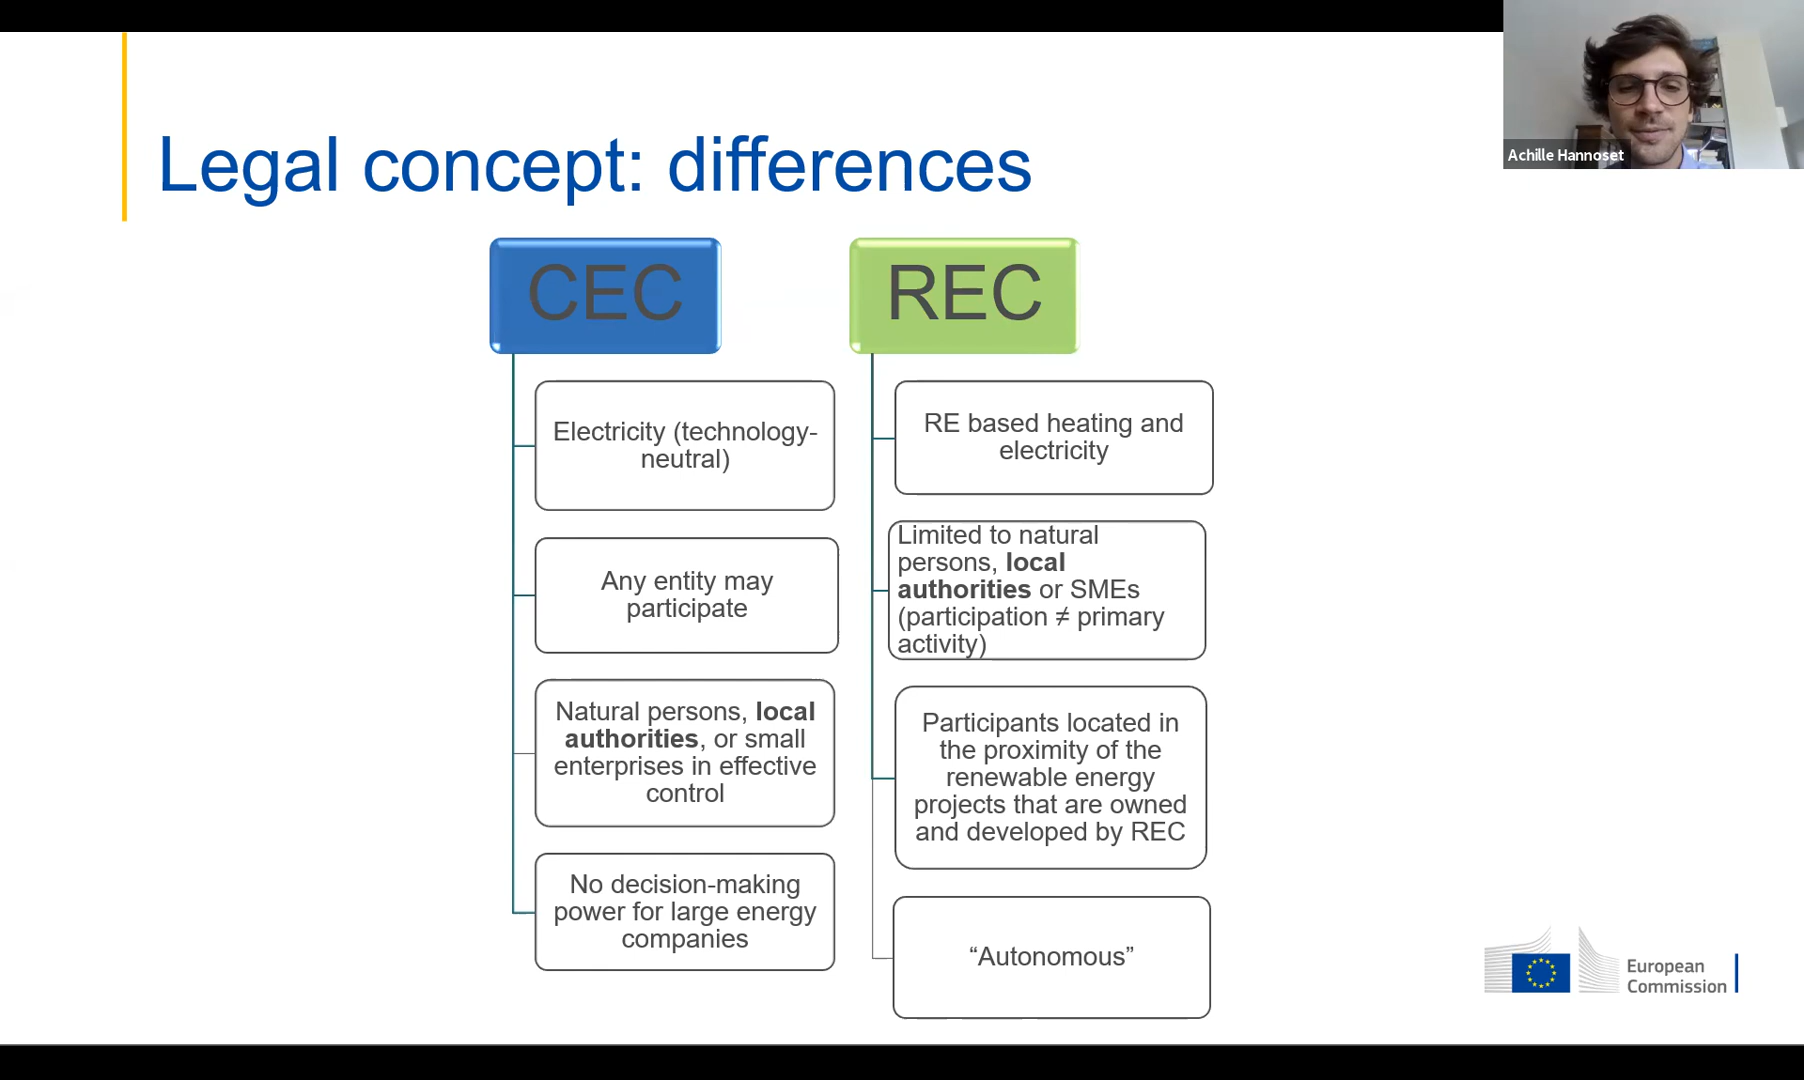 Achille Hannoset
Legal concept: differences
CEC
Electricity (technology-
neutral)
Any entity may
participate
Natural persons, local
authorities, or small
enterprises in effective
control
No decision-making
power for large energy
companies
REC
RE based heating and
electricity
Limited to natural
persons, local
authorities or SMEs
(participation ≠ primary
activity)
Participants located in
the proximity of the
renewable energy
projects that are owned
and developed by REC
“Autonomous”
European
Commission